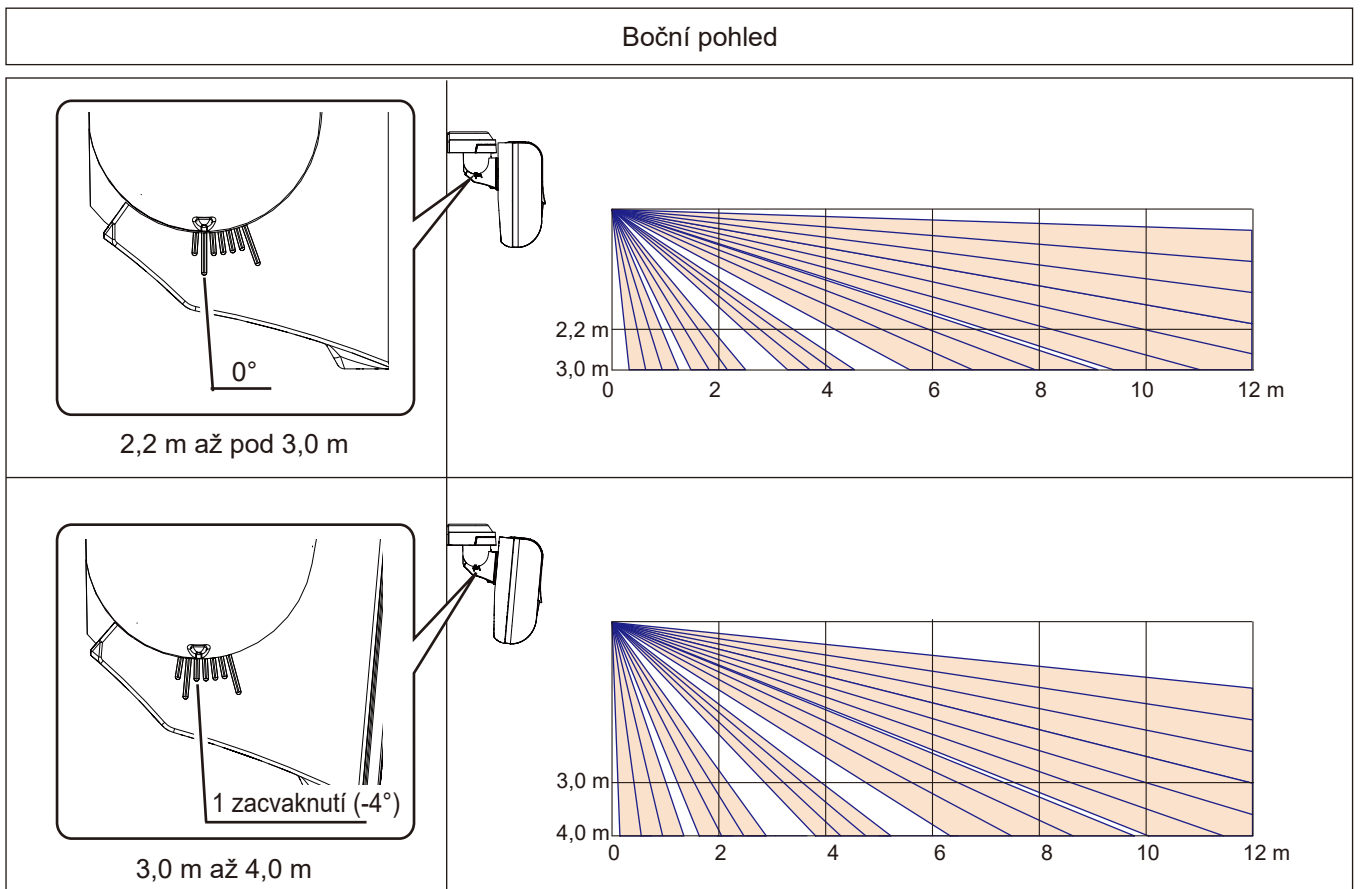 Boční pohled
0°
2,2 m až pod 3,0 m
2,2 m
3,0 m
0 2 4 6 8 10 12 m
1 zacvaknutí (-4°)
3,0 m až 4,0 m
3,0 m
4,0 m
0 2 4 6 8 10 12 m